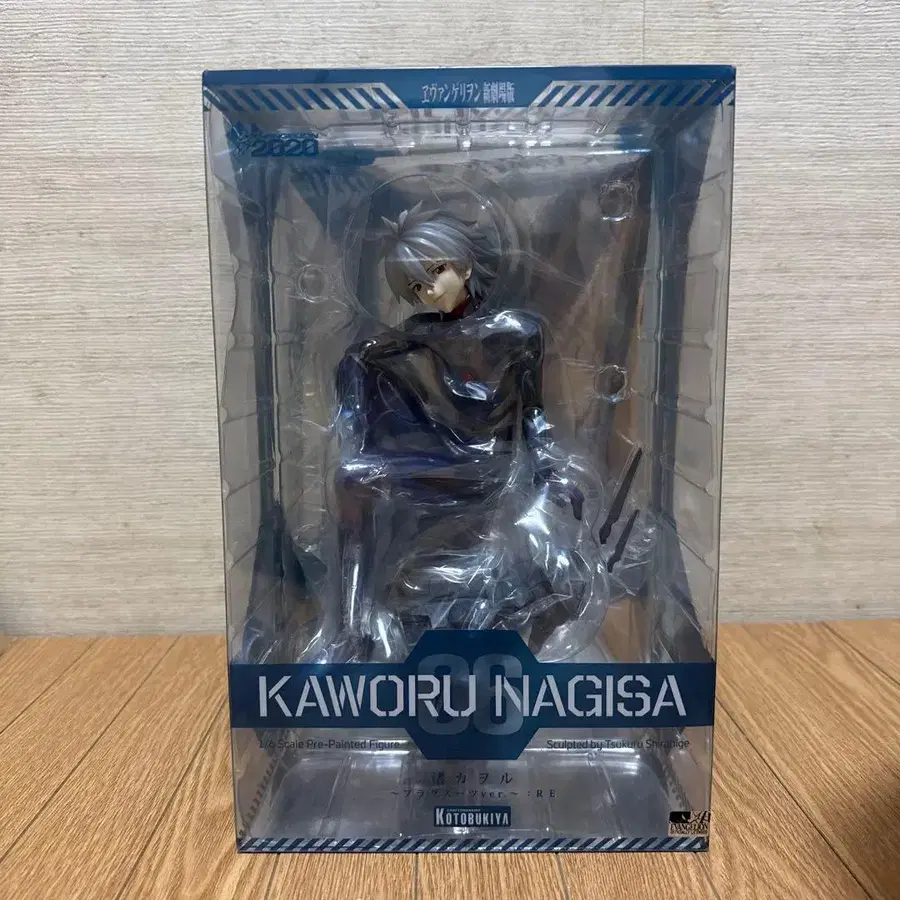 ヱヴァンゲリヲン新劇場版
2020
06
KAWORU NAGISA
1/6 Scale Pre-Painted Figure
Sculpted by Tsukuru Shirahige
渚カヲル
～プラグスーツver.～:RE
KOTOBUKIYA
EVANGELION